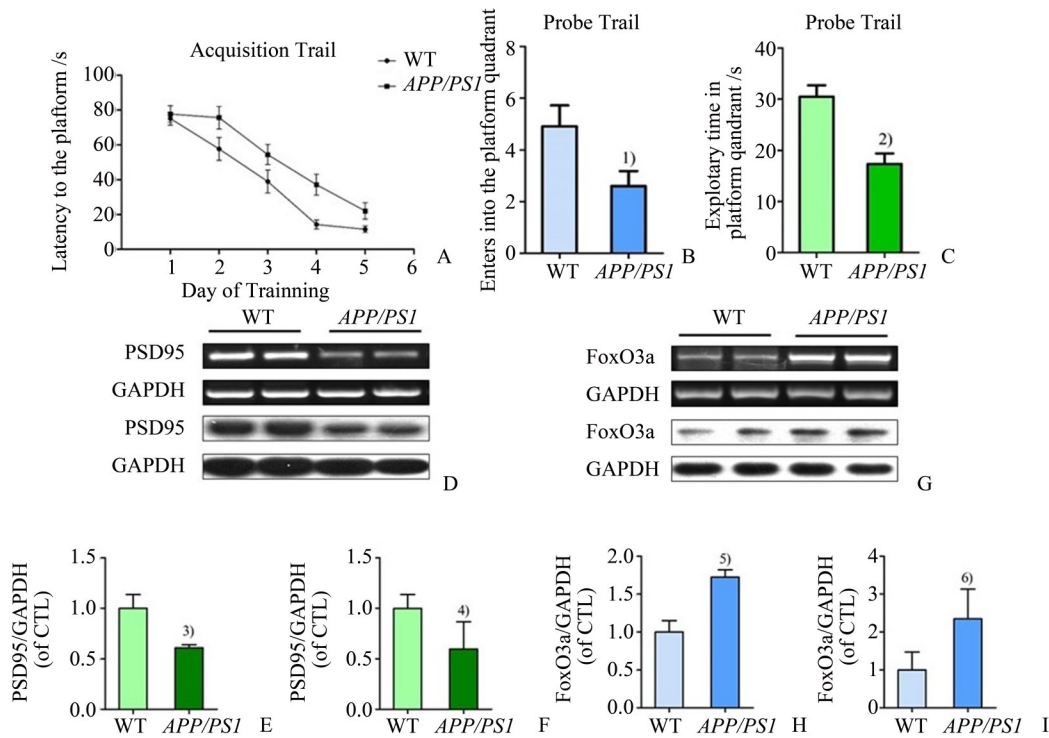 Acquisition Trail
WT
APP/PS1
Latency to the plaftform /s
100
80
60
40
20
0
1 2 3 4 5 6
Day of Trainning
A
Probe Trail
Enters into the platform quadrant
8
6
4
2
0
1)
WT APP/PS1
B
Probe Trail
Explotary time in
platform qandrant /s
40
30
20
10
0
2)
WT APP/PS1
C
WT APP/PS1
PSD95
GAPDH
PSD95
GAPDH
D
WT APP/PS1
FoxO3a
GAPDH
FoxO3a
GAPDH
G
PSD95/GAPDH
(of CTL)
1.5
1.0
0.5
0.0
3)
WT APP/PS1
E
PSD95/GAPDH
(of CTL)
1.5
1.0
0.5
0.0
4)
WT APP/PS1
F
FoxO3a/GAPDH
(of CTL)
2.0
1.5
1.0
0.5
0.0
5)
WT APP/PS1
H
FoxO3a/GAPDH
(of CTL)
4
3
2
1
0
6)
WT APP/PS1
I